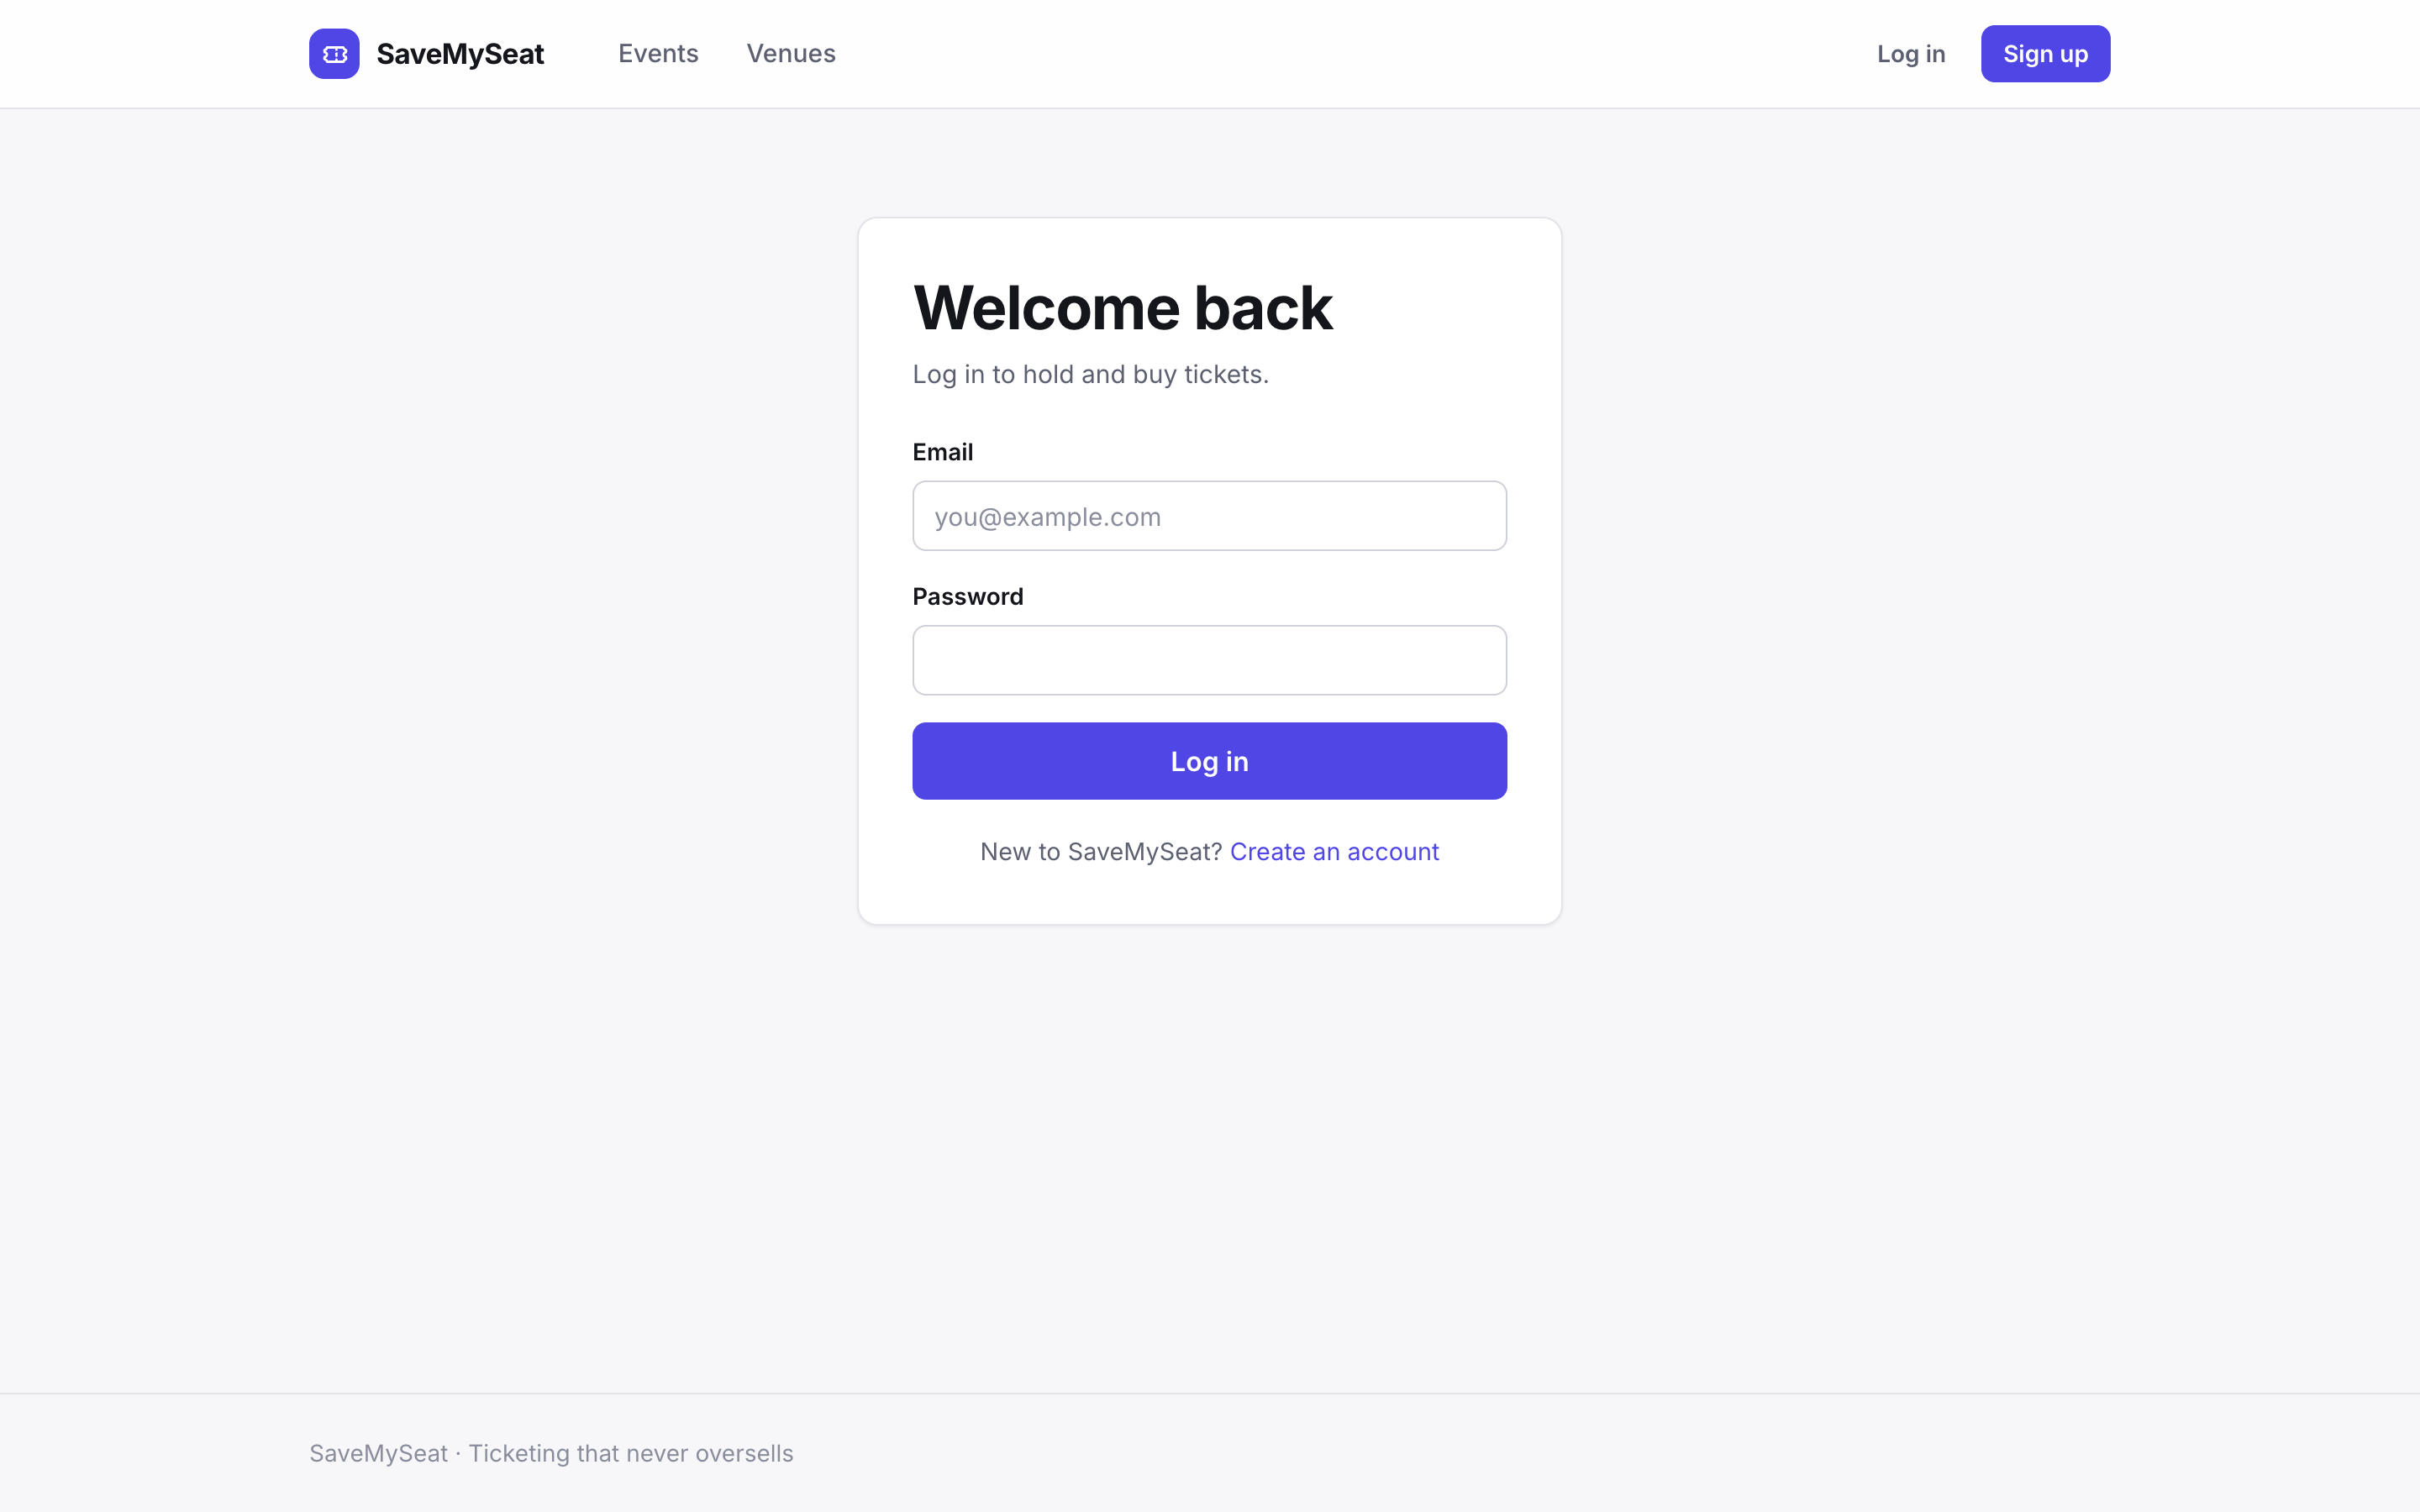 SaveMySeat Events Venues Log in Sign up
Welcome back
Log in to hold and buy tickets.
Email
you@example.com
Password
Log in
New to SaveMySeat? Create an account
SaveMySeat · Ticketing that never oversells